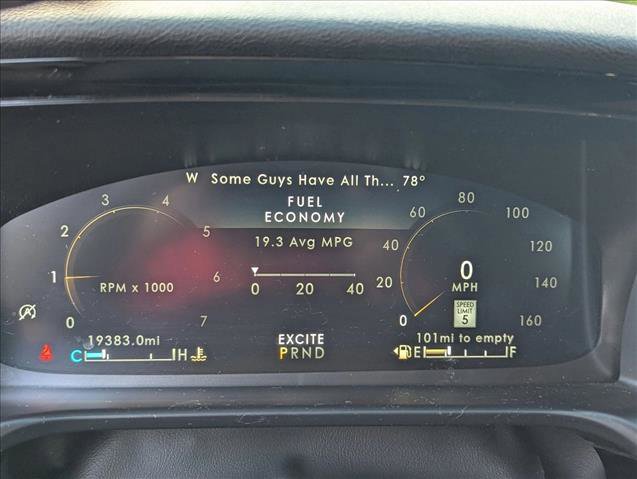 W Some Guys Have All Th... 78°
FUEL
ECONOMY
19.3 Avg MPG
0 20 40
0 1 2 3 4 5 6 7
RPM x 1000
0 20 40 60 80 100 120 140 160
0
MPH
SPEED
LIMIT
5
19383.0mi
C H
EXCITE
PRND
101mi to empty
E F